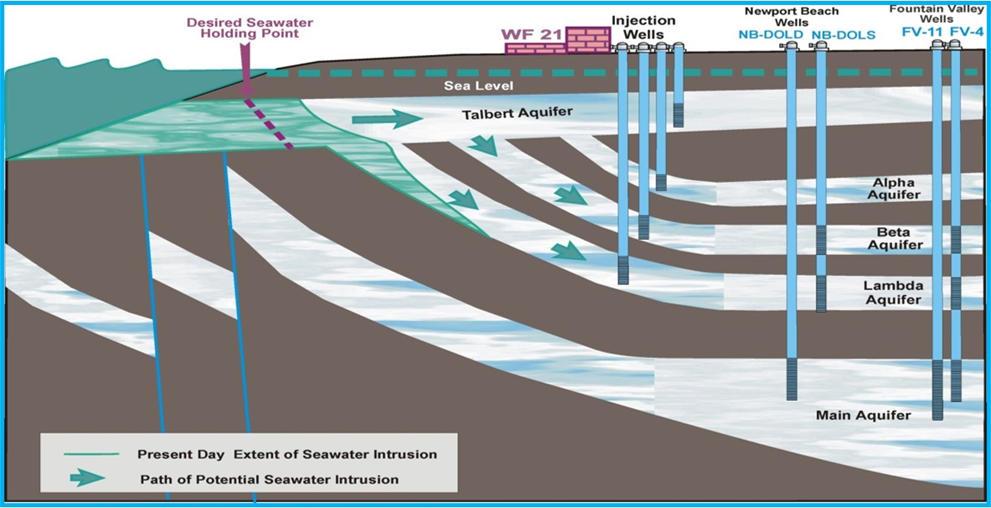 Desired Seawater
Holding Point
WF 21
Injection
Wells
Newport Beach
Wells
NB-DOLD NB-DOLS
Fountain Valley
Wells
FV-11 FV-4
Sea Level
Talbert Aquifer
Alpha
Aquifer
Beta
Aquifer
Lambda
Aquifer
Main Aquifer
Present Day Extent of Seawater Intrusion
Path of Potential Seawater Intrusion